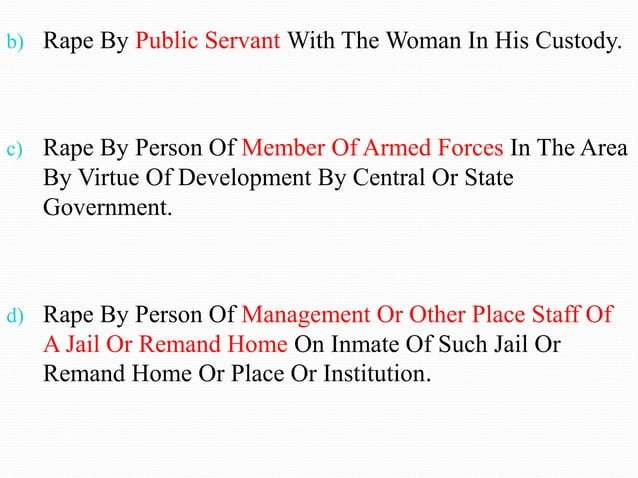 b) Rape By Public Servant With The Woman In His Custody.
c) Rape By Person Of Member Of Armed Forces In The Area
By Virtue Of Development By Central Or State
Government.
d) Rape By Person Of Management Or Other Place Staff Of
A Jail Or Remand Home On Inmate Of Such Jail Or
Remand Home Or Place Or Institution.